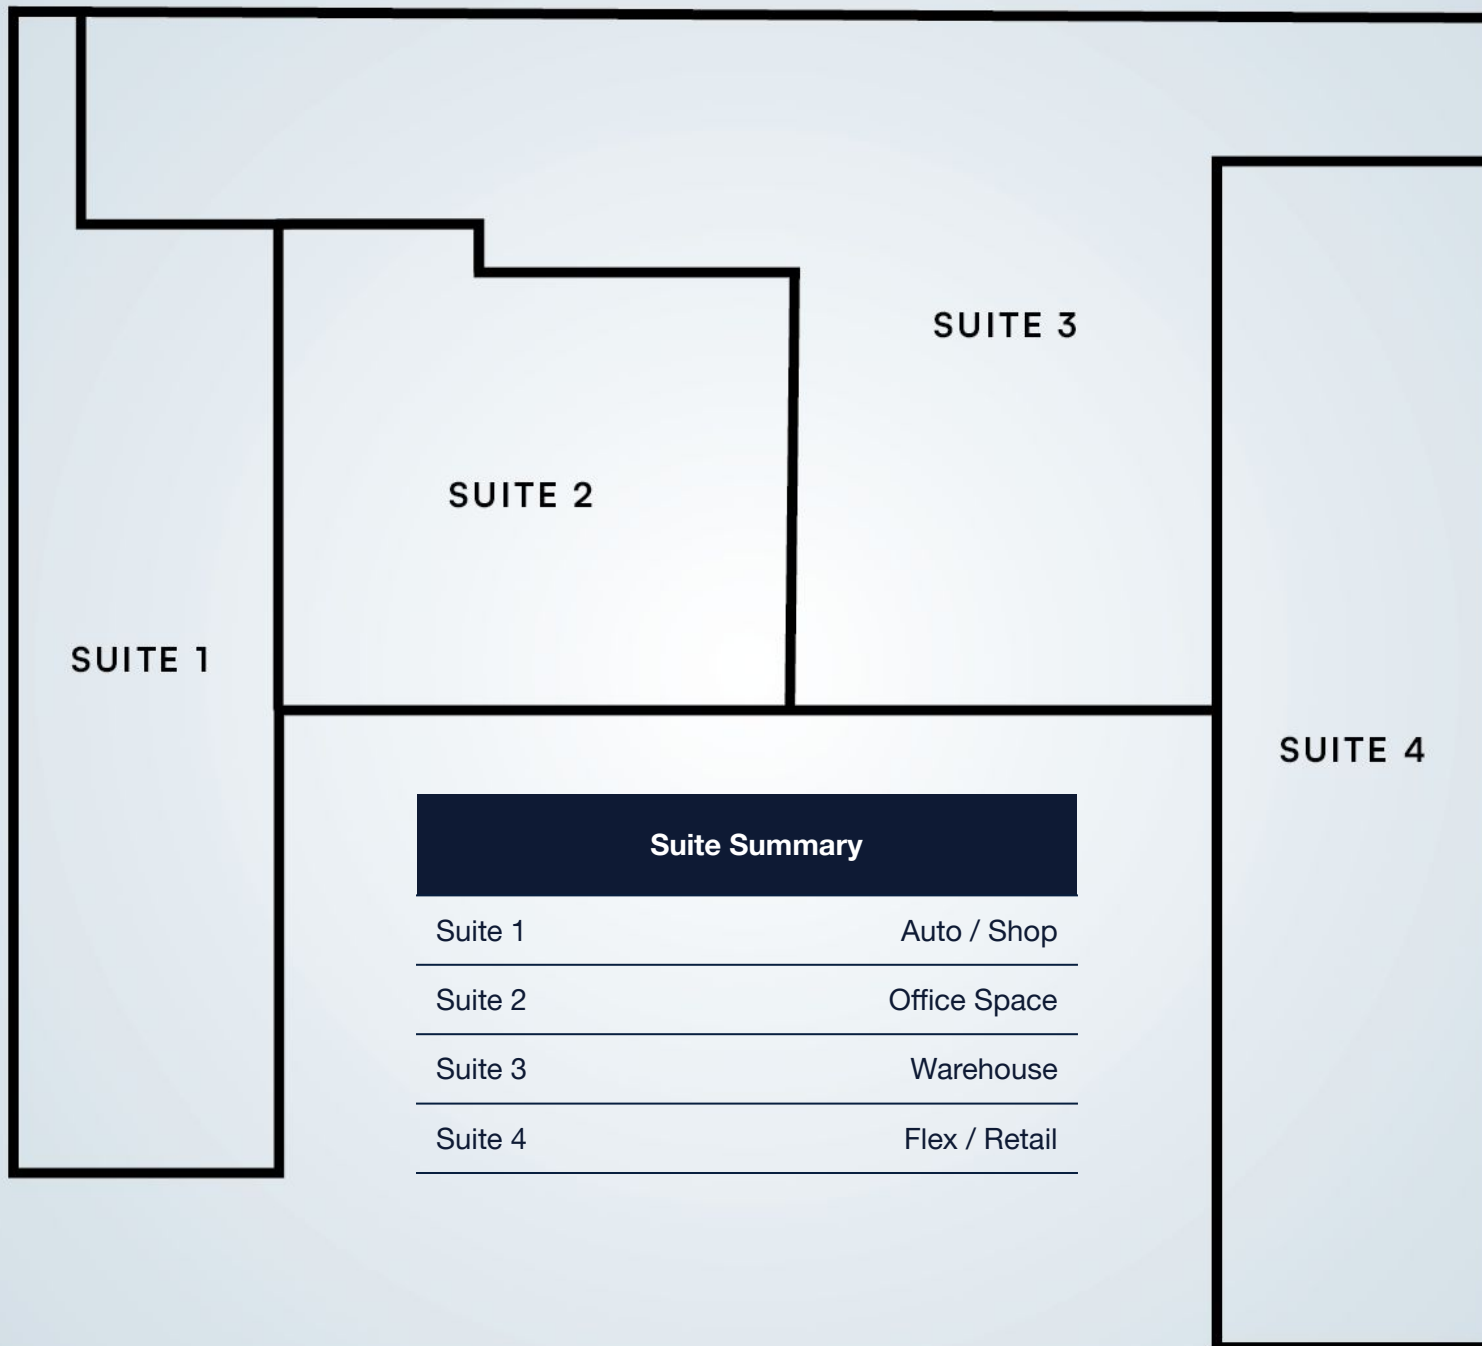 SUITE 3
SUITE 2
SUITE 1
SUITE 4
Suite Summary
Suite 1 Auto / Shop
Suite 2 Office Space
Suite 3 Warehouse
Suite 4 Flex / Retail